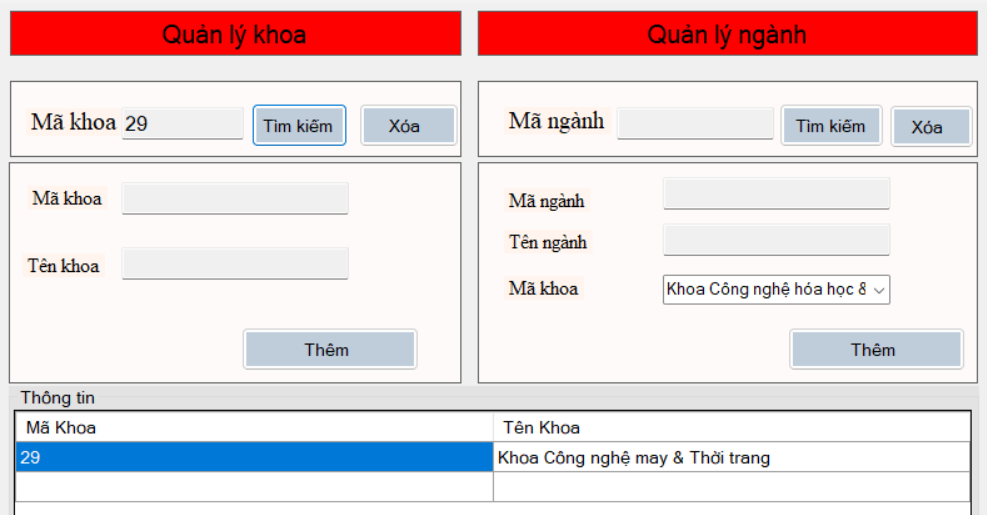 Quản lý khoa
Quản lý ngành
Mã khoa 29 Tìm kiếm Xóa
Mã ngành Tìm kiếm Xóa
Mã khoa
Tên khoa
Thêm
Mã ngành
Tên ngành
Mã khoa Khoa Công nghệ hóa học &
Thêm
Thông tin
Mã Khoa Tên Khoa
29 Khoa Công nghệ may & Thời trang